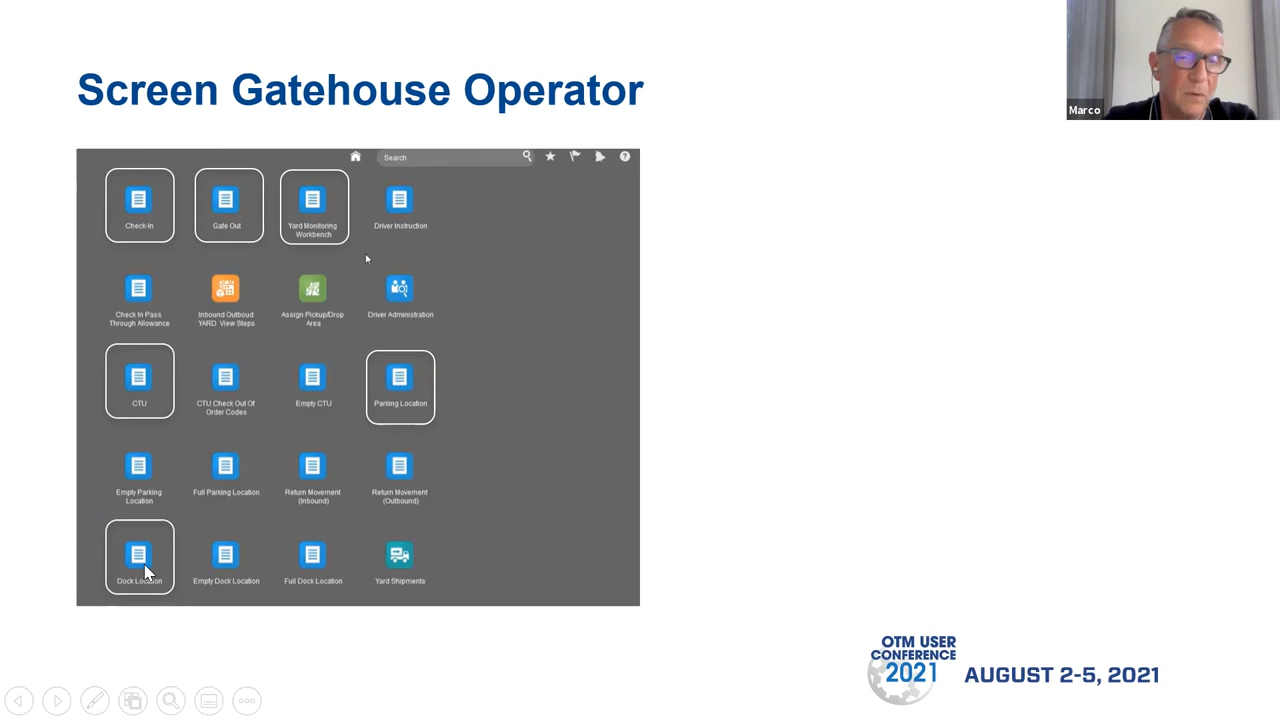 Marco
Screen Gatehouse Operator
Search
Check-In
Gate Out
Yard Monitoring
Workbench
Driver Instruction
Check In Pass
Through Allowance
Inbound Outboud
YARD View Steps
Assign Pickup/Drop
Area
Driver Administration
CTU
CTU Check Out Of
Order Codes
Empty CTU
Parking Location
Empty Parking
Location
Full Parking Location
Return Movement
(Inbound)
Return Movement
(Outbound)
Dock Location
Empty Dock Location
Full Dock Location
Yard Shipments
OTM USER
CONFERENCE
2021
AUGUST 2-5, 2021